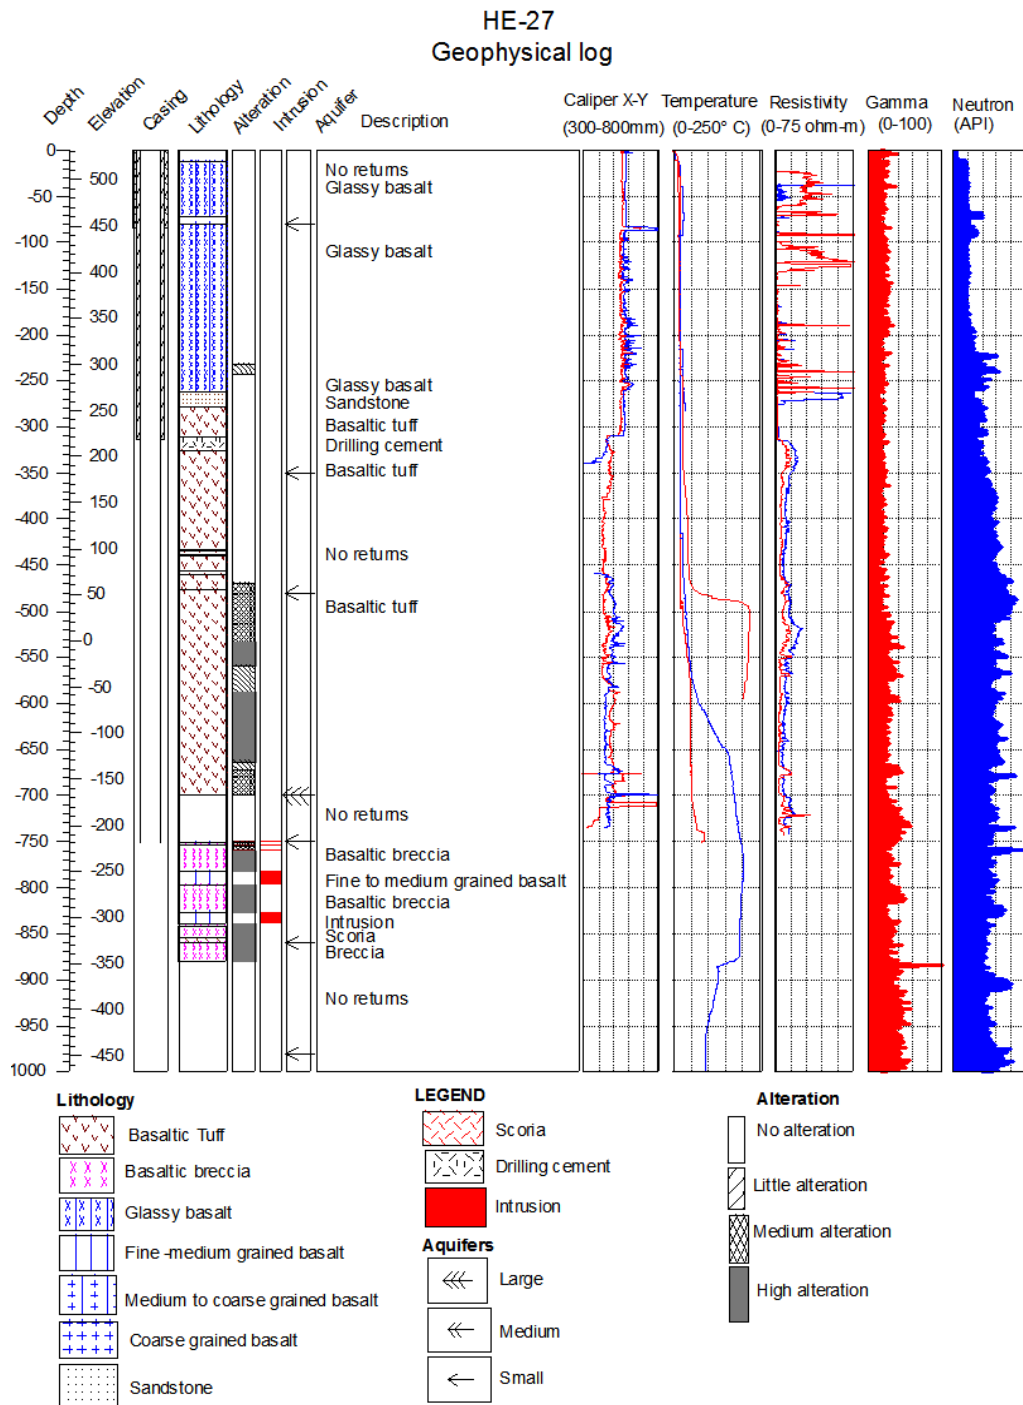 HE-27
Geophysical log
Depth
Elevation
Casing
Lithology
Alteration
Intrusion
Aquifer
Description
Caliper X-Y
(300-800mm)
Temperature
(0-250° C)
Resistivity
(0-75 ohm-m)
Gamma
(0-100)
Neutron
(API)
0
-50
-100
-150
-200
-250
-300
-350
-400
-450
-500
-550
-600
-650
-700
-750
-800
-850
-900
-950
1000
500
450
400
350
300
250
200
150
100
50
0
-50
-100
-150
-200
-250
-300
-350
-400
-450
No returns
Glassy basalt
Glassy basalt
Glassy basalt
Sandstone
Basaltic tuff
Drilling cement
Basaltic tuff
No returns
Basaltic tuff
No returns
Basaltic breccia
Fine to medium grained basalt
Basaltic breccia
Intrusion
Scoria
Breccia
No returns
Lithology
Basaltic Tuff
Basaltic breccia
Glassy basalt
Fine -medium grained basalt
Medium to coarse grained basalt
Coarse grained basalt
Sandstone
LEGEND
Scoria
Drilling cement
Intrusion
Aquifers
Large
Medium
Small
Alteration
No alteration
Little alteration
Medium alteration
High alteration